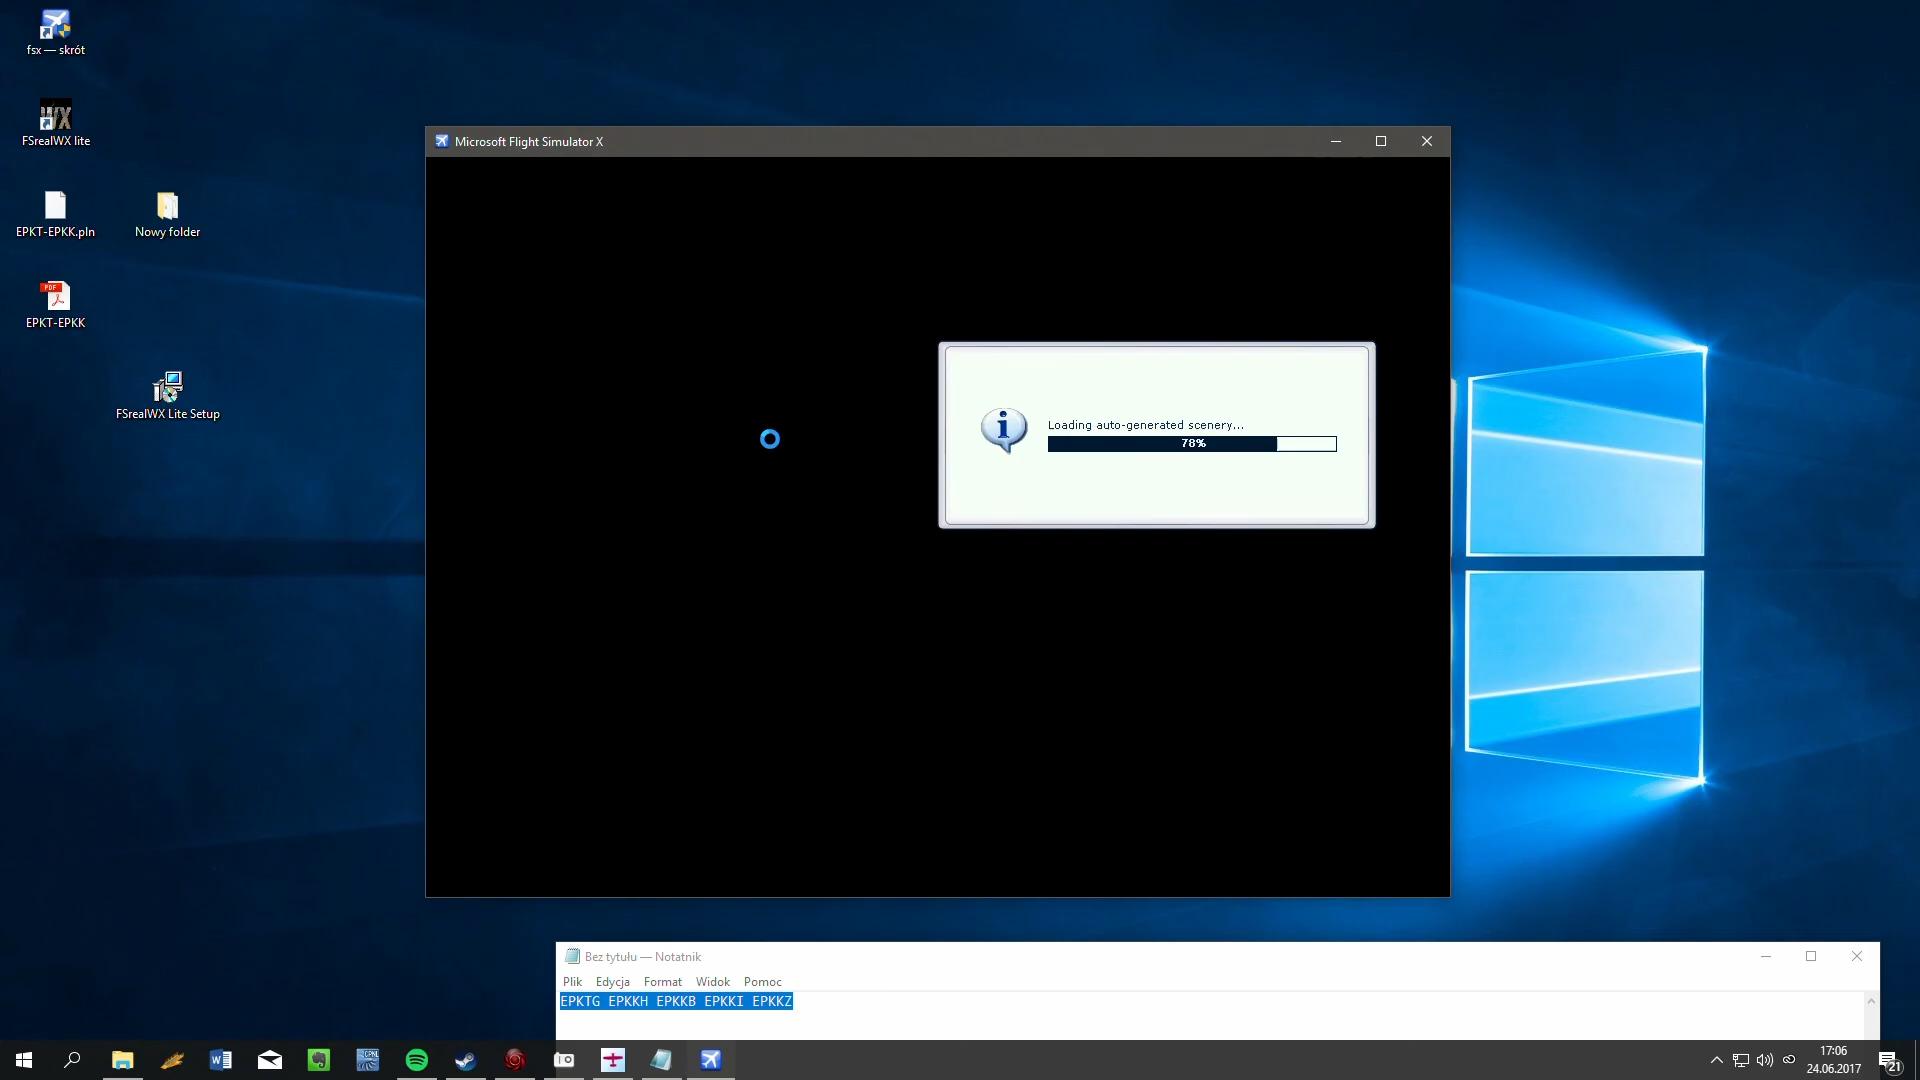 fsx — skrót
FSrealWX lite
EPKT-EPKK.pln
Nowy folder
PDF
EPKT-EPKK
FSrealWX Lite Setup
Microsoft Flight Simulator X
Loading auto-generated scenery...
78%
Bez tytułu — Notatnik
Plik Edycja Format Widok Pomoc
EPKTG EPKKH EPKKB EPKKI EPKKZ
17:06
24.06.2017
21